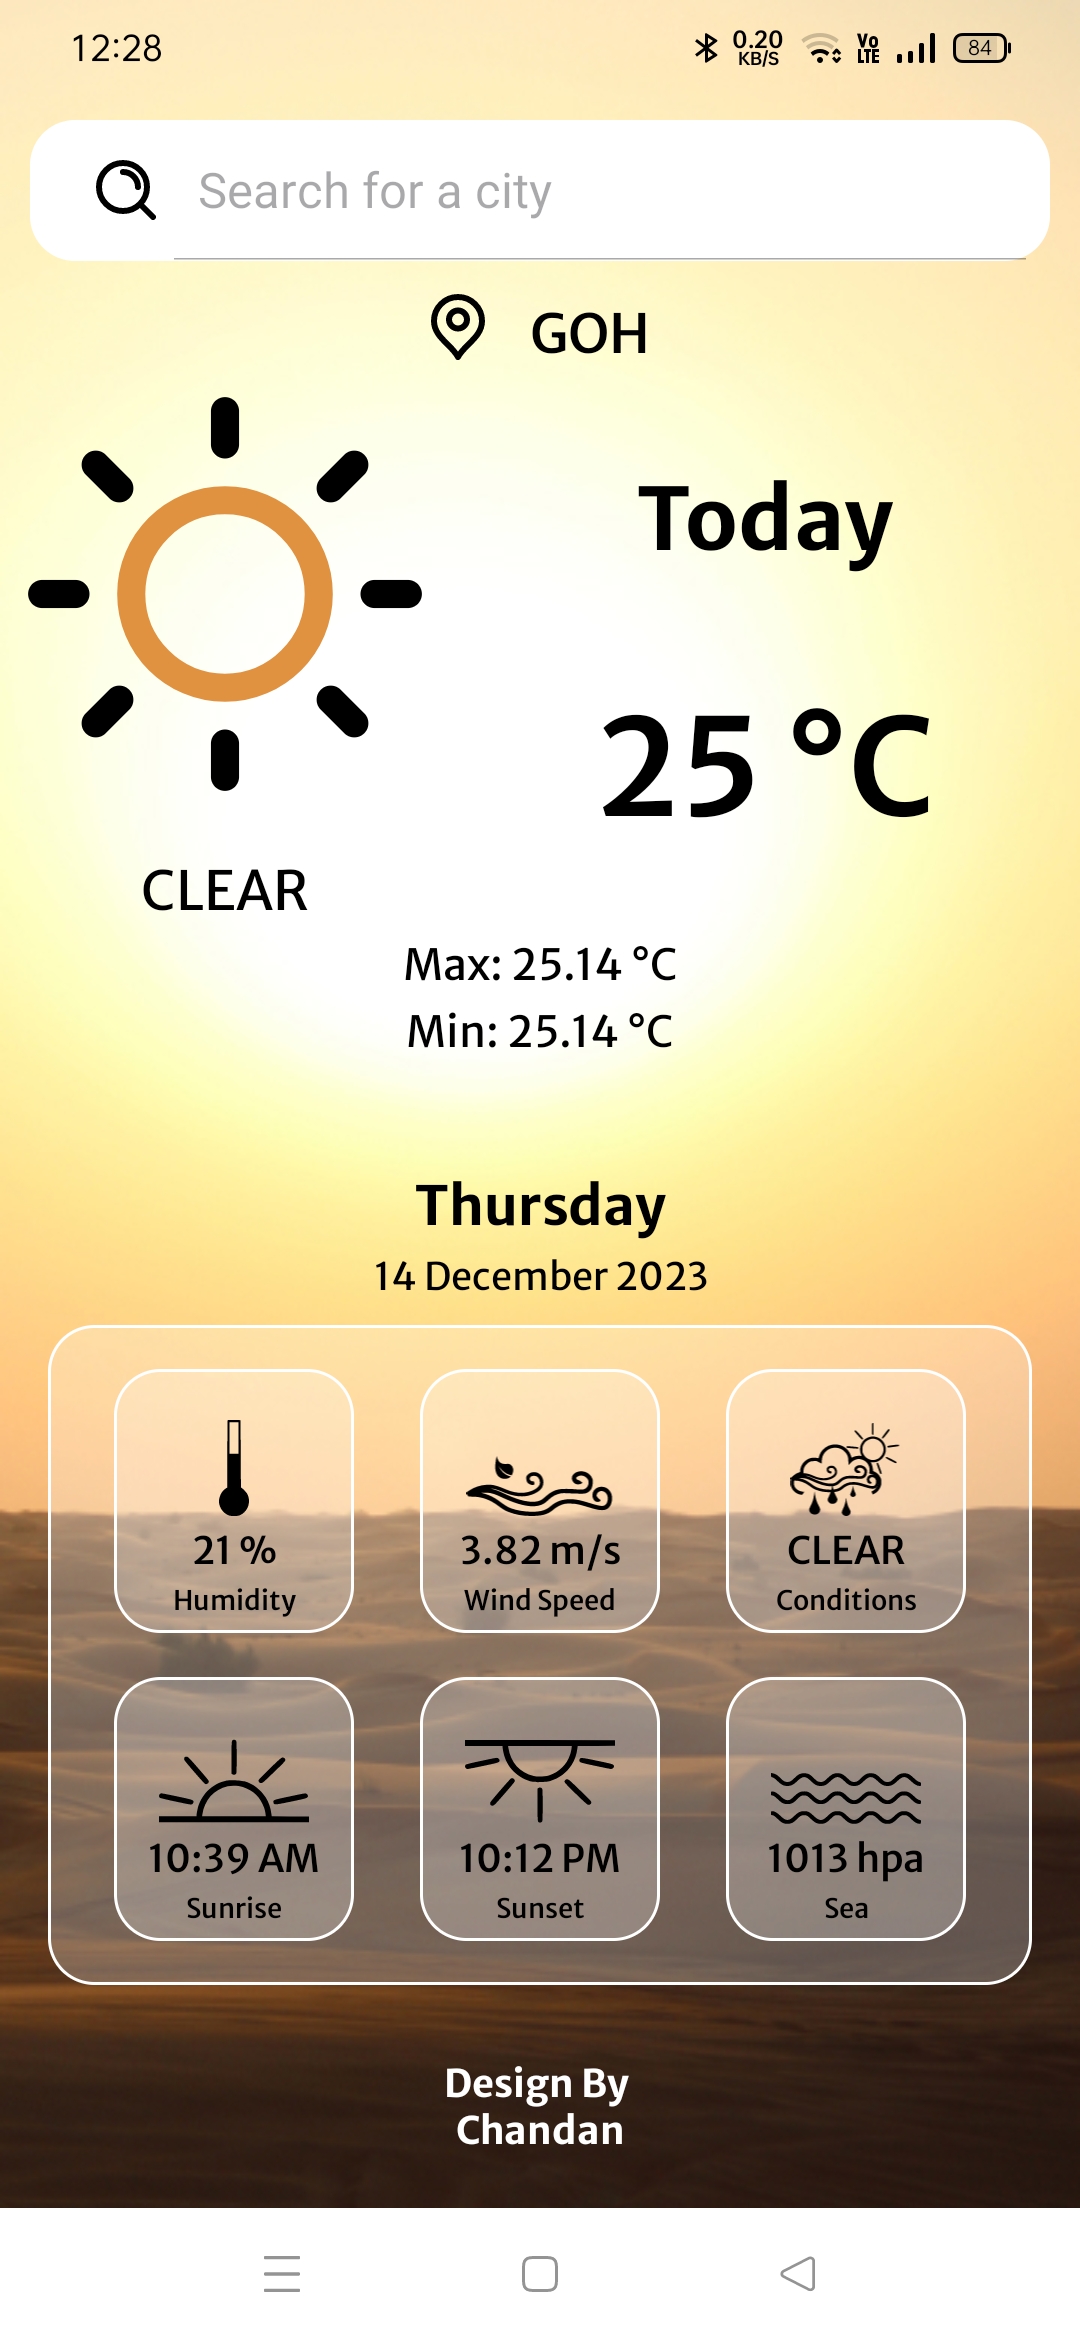 12:28
0.20
KB/S
Vo
LTE
84
Search for a city
GOH
Today
25 °C
CLEAR
Max: 25.14 °C
Min: 25.14 °C
Thursday
14 December 2023
21 %
3.82 m/s
CLEAR
Humidity
Wind Speed
Conditions
10:39 AM
10:12 PM
1013 hpa
Sunrise
Sunset
Sea
Design By
Chandan